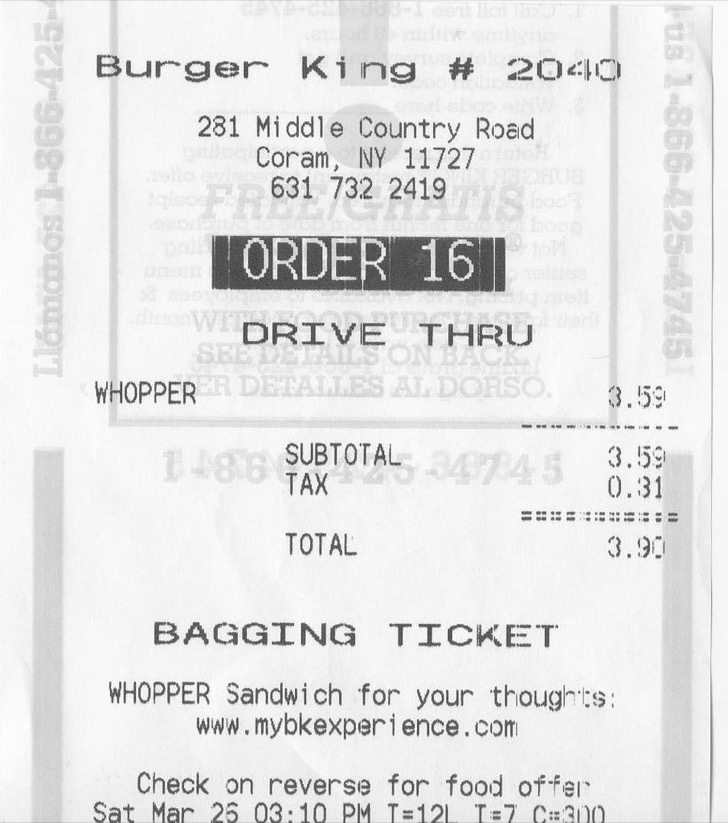 Burger King # 2040
281 Middle Country Road
Coram, NY 11727
631 732 2419
ORDER 16
DRIVE THRU
WITH FOOD PURCHASE
SEE DETAILS ON BACK.
VER DETALLES AL DORSO.
WHOPPER 3.59
SUBTOTAL 3.59
1-866-425-4745
TAX 0.31
TOTAL 3.90
BAGGING TICKET
WHOPPER Sandwich for your thoughts:
www.mybkexperience.com
Check on reverse for food offer
Sat Mar 26 03:10 PM T=12L T=7 C=300
FREE/GRATIS
Llámonos 1-866-425-
us 1-866-425-4745